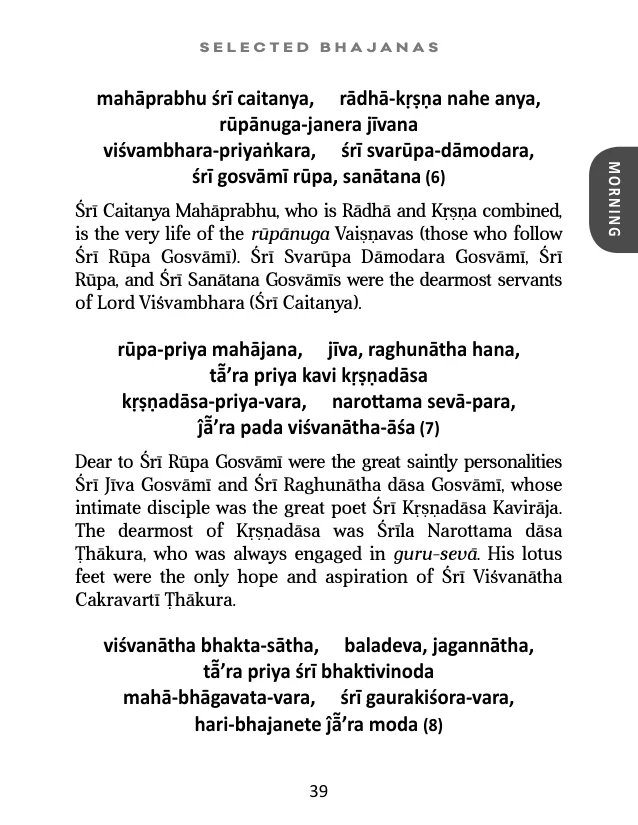 SELECTED BHAJANAS
mahāprabhu śrī caitanya, rādhā-kṛṣṇa nahe anya,
rūpānuga-janera jīvana
viśvambhara-priyaṅkara, śrī svarūpa-dāmodara,
śrī gosvāmī rūpa, sanātana (6)
MORNING
Śrī Caitanya Mahāprabhu, who is Rādhā and Kṛṣṇa combined,
is the very life of the rūpānuga Vaiṣṇavas (those who follow
Śrī Rūpa Gosvāmī). Śrī Svarūpa Dāmodara Gosvāmī, Śrī
Rūpa, and Śrī Sanātana Gosvāmīs were the dearmost servants
of Lord Viśvambhara (Śrī Caitanya).
rūpa-priya mahājana, jīva, raghunātha hana,
tā̃’ra priya kavi kṛṣṇadāsa
kṛṣṇadāsa-priya-vara, narottama sevā-para,
ĵā̃’ra pada viśvanātha-āśa (7)
Dear to Śrī Rūpa Gosvāmī were the great saintly personalities
Śrī Jīva Gosvāmī and Śrī Raghunātha dāsa Gosvāmī, whose
intimate disciple was the great poet Śrī Kṛṣṇadāsa Kavirāja.
The dearmost of Kṛṣṇadāsa was Śrīla Narottama dāsa
Ṭhākura, who was always engaged in guru-sevā. His lotus
feet were the only hope and aspiration of Śrī Viśvanātha
Cakravartī Ṭhākura.
viśvanātha bhakta-sātha, baladeva, jagannātha,
tā̃’ra priya śrī bhaktivinoda
mahā-bhāgavata-vara, śrī gaurakiśora-vara,
hari-bhajanete ĵā̃’ra moda (8)
39